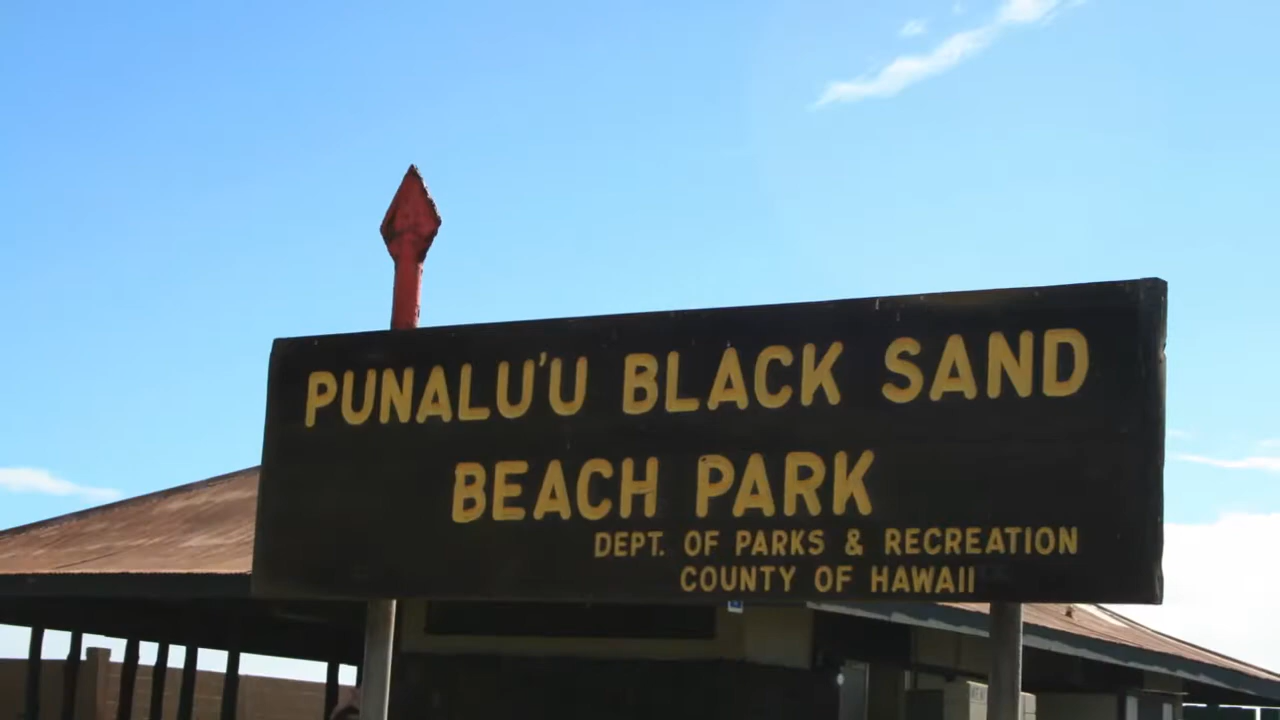 PUNALU'U BLACK SAND
BEACH PARK
DEPT. OF PARKS & RECREATION
COUNTY OF HAWAII